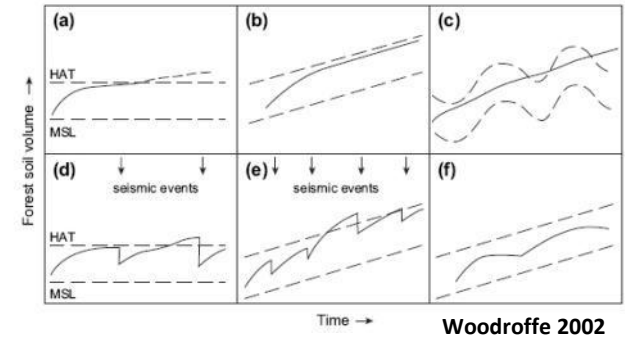 (a)
(b)
(c)
HAT
MSL
(d)
(e)
(f)
seismic events
seismic events
HAT
MSL
Forest soil volume →
Time →
Woodroffe 2002